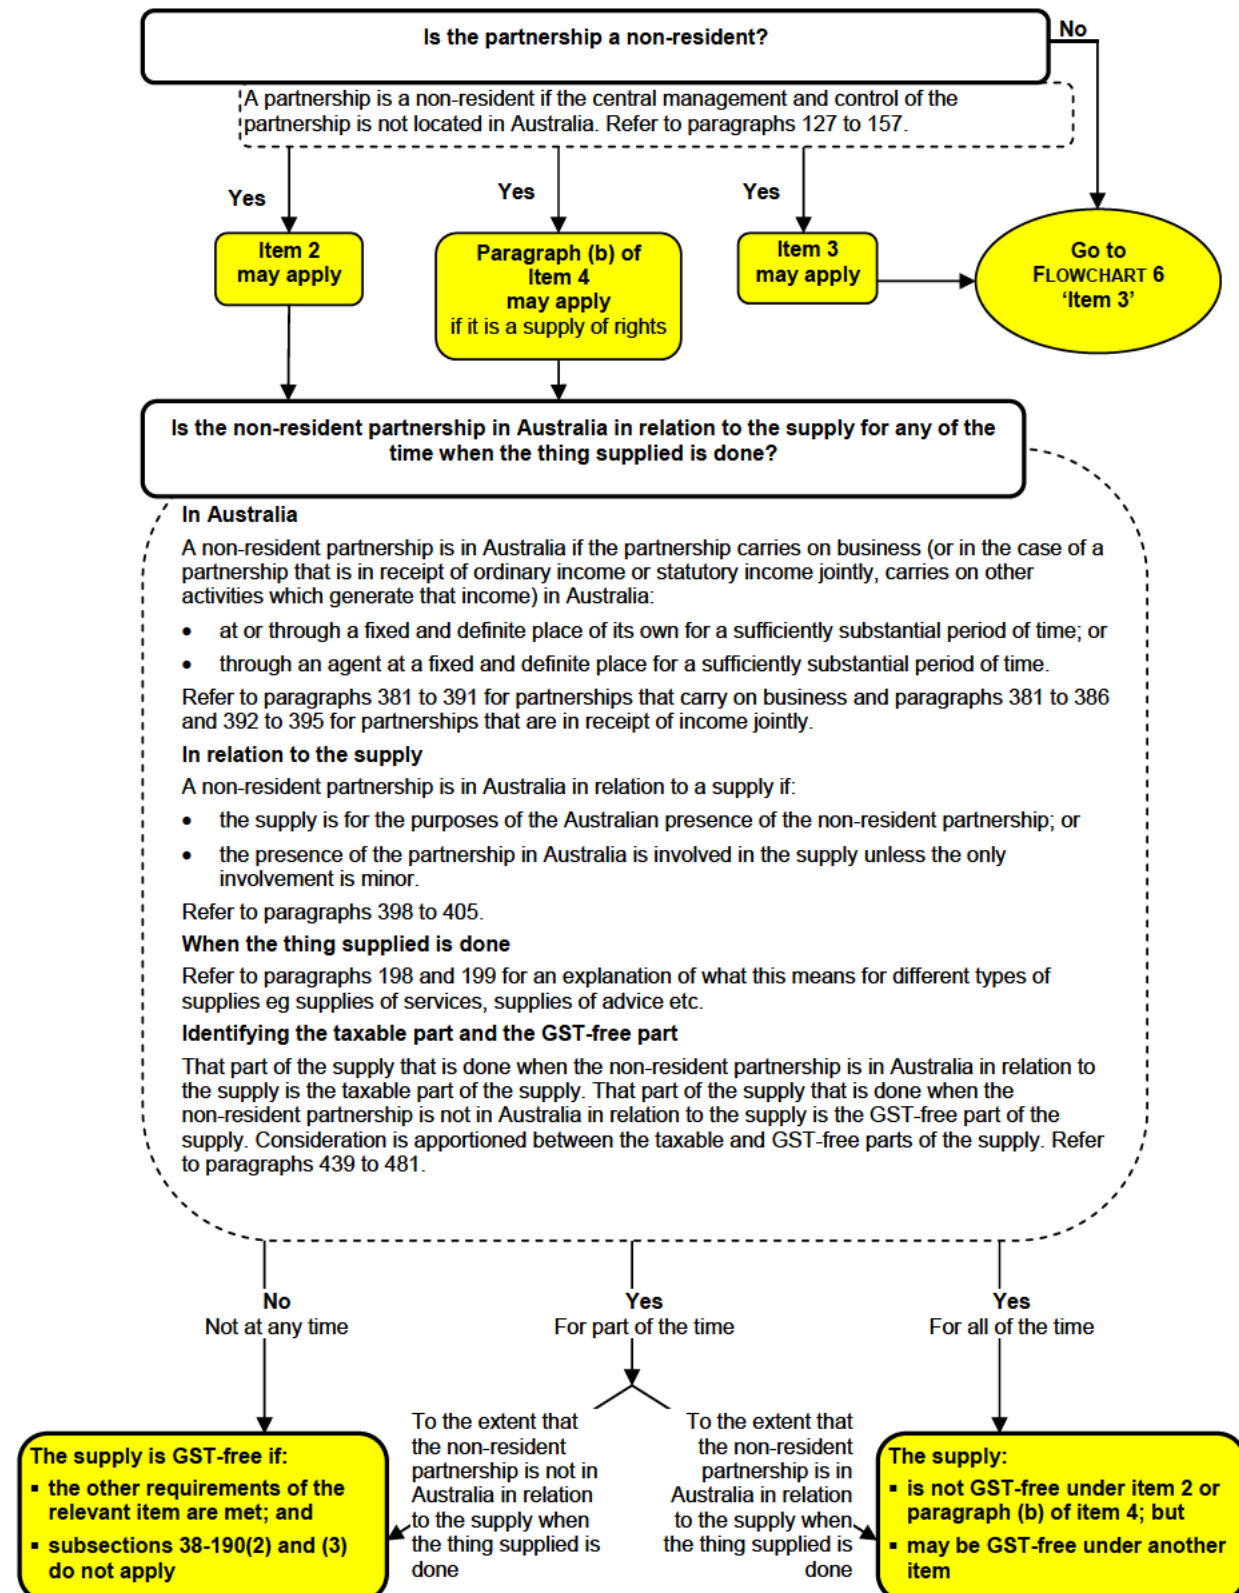 Is the partnership a non-resident?
No
A partnership is a non-resident if the central management and control of the
partnership is not located in Australia. Refer to paragraphs 127 to 157.
Yes
Yes
Yes
Item 2
may apply
Paragraph (b) of
Item 4
may apply
if it is a supply of rights
Item 3
may apply
Go to
FLOWCHART 6
‘Item 3’
Is the non-resident partnership in Australia in relation to the supply for any of the
time when the thing supplied is done?
In Australia
A non-resident partnership is in Australia if the partnership carries on business (or in the case of a
partnership that is in receipt of ordinary income or statutory income jointly, carries on other
activities which generate that income) in Australia:
• at or through a fixed and definite place of its own for a sufficiently substantial period of time; or
• through an agent at a fixed and definite place for a sufficiently substantial period of time.
Refer to paragraphs 381 to 391 for partnerships that carry on business and paragraphs 381 to 386
and 392 to 395 for partnerships that are in receipt of income jointly.
In relation to the supply
A non-resident partnership is in Australia in relation to a supply if:
• the supply is for the purposes of the Australian presence of the non-resident partnership; or
• the presence of the partnership in Australia is involved in the supply unless the only
involvement is minor.
Refer to paragraphs 398 to 405.
When the thing supplied is done
Refer to paragraphs 198 and 199 for an explanation of what this means for different types of
supplies eg supplies of services, supplies of advice etc.
Identifying the taxable part and the GST-free part
That part of the supply that is done when the non-resident partnership is in Australia in relation to
the supply is the taxable part of the supply. That part of the supply that is done when the
non-resident partnership is not in Australia in relation to the supply is the GST-free part of the
supply. Consideration is apportioned between the taxable and GST-free parts of the supply. Refer
to paragraphs 439 to 481.
No
Not at any time
Yes
For part of the time
Yes
For all of the time
The supply is GST-free if:
▪ the other requirements of the
relevant item are met; and
▪ subsections 38-190(2) and (3)
do not apply
To the extent that
the non-resident
partnership is not in
Australia in relation
to the supply when
the thing supplied is
done
To the extent that
the non-resident
partnership is in
Australia in relation
to the supply when
the thing supplied is
done
The supply:
▪ is not GST-free under item 2 or
paragraph (b) of item 4; but
▪ may be GST-free under another
item